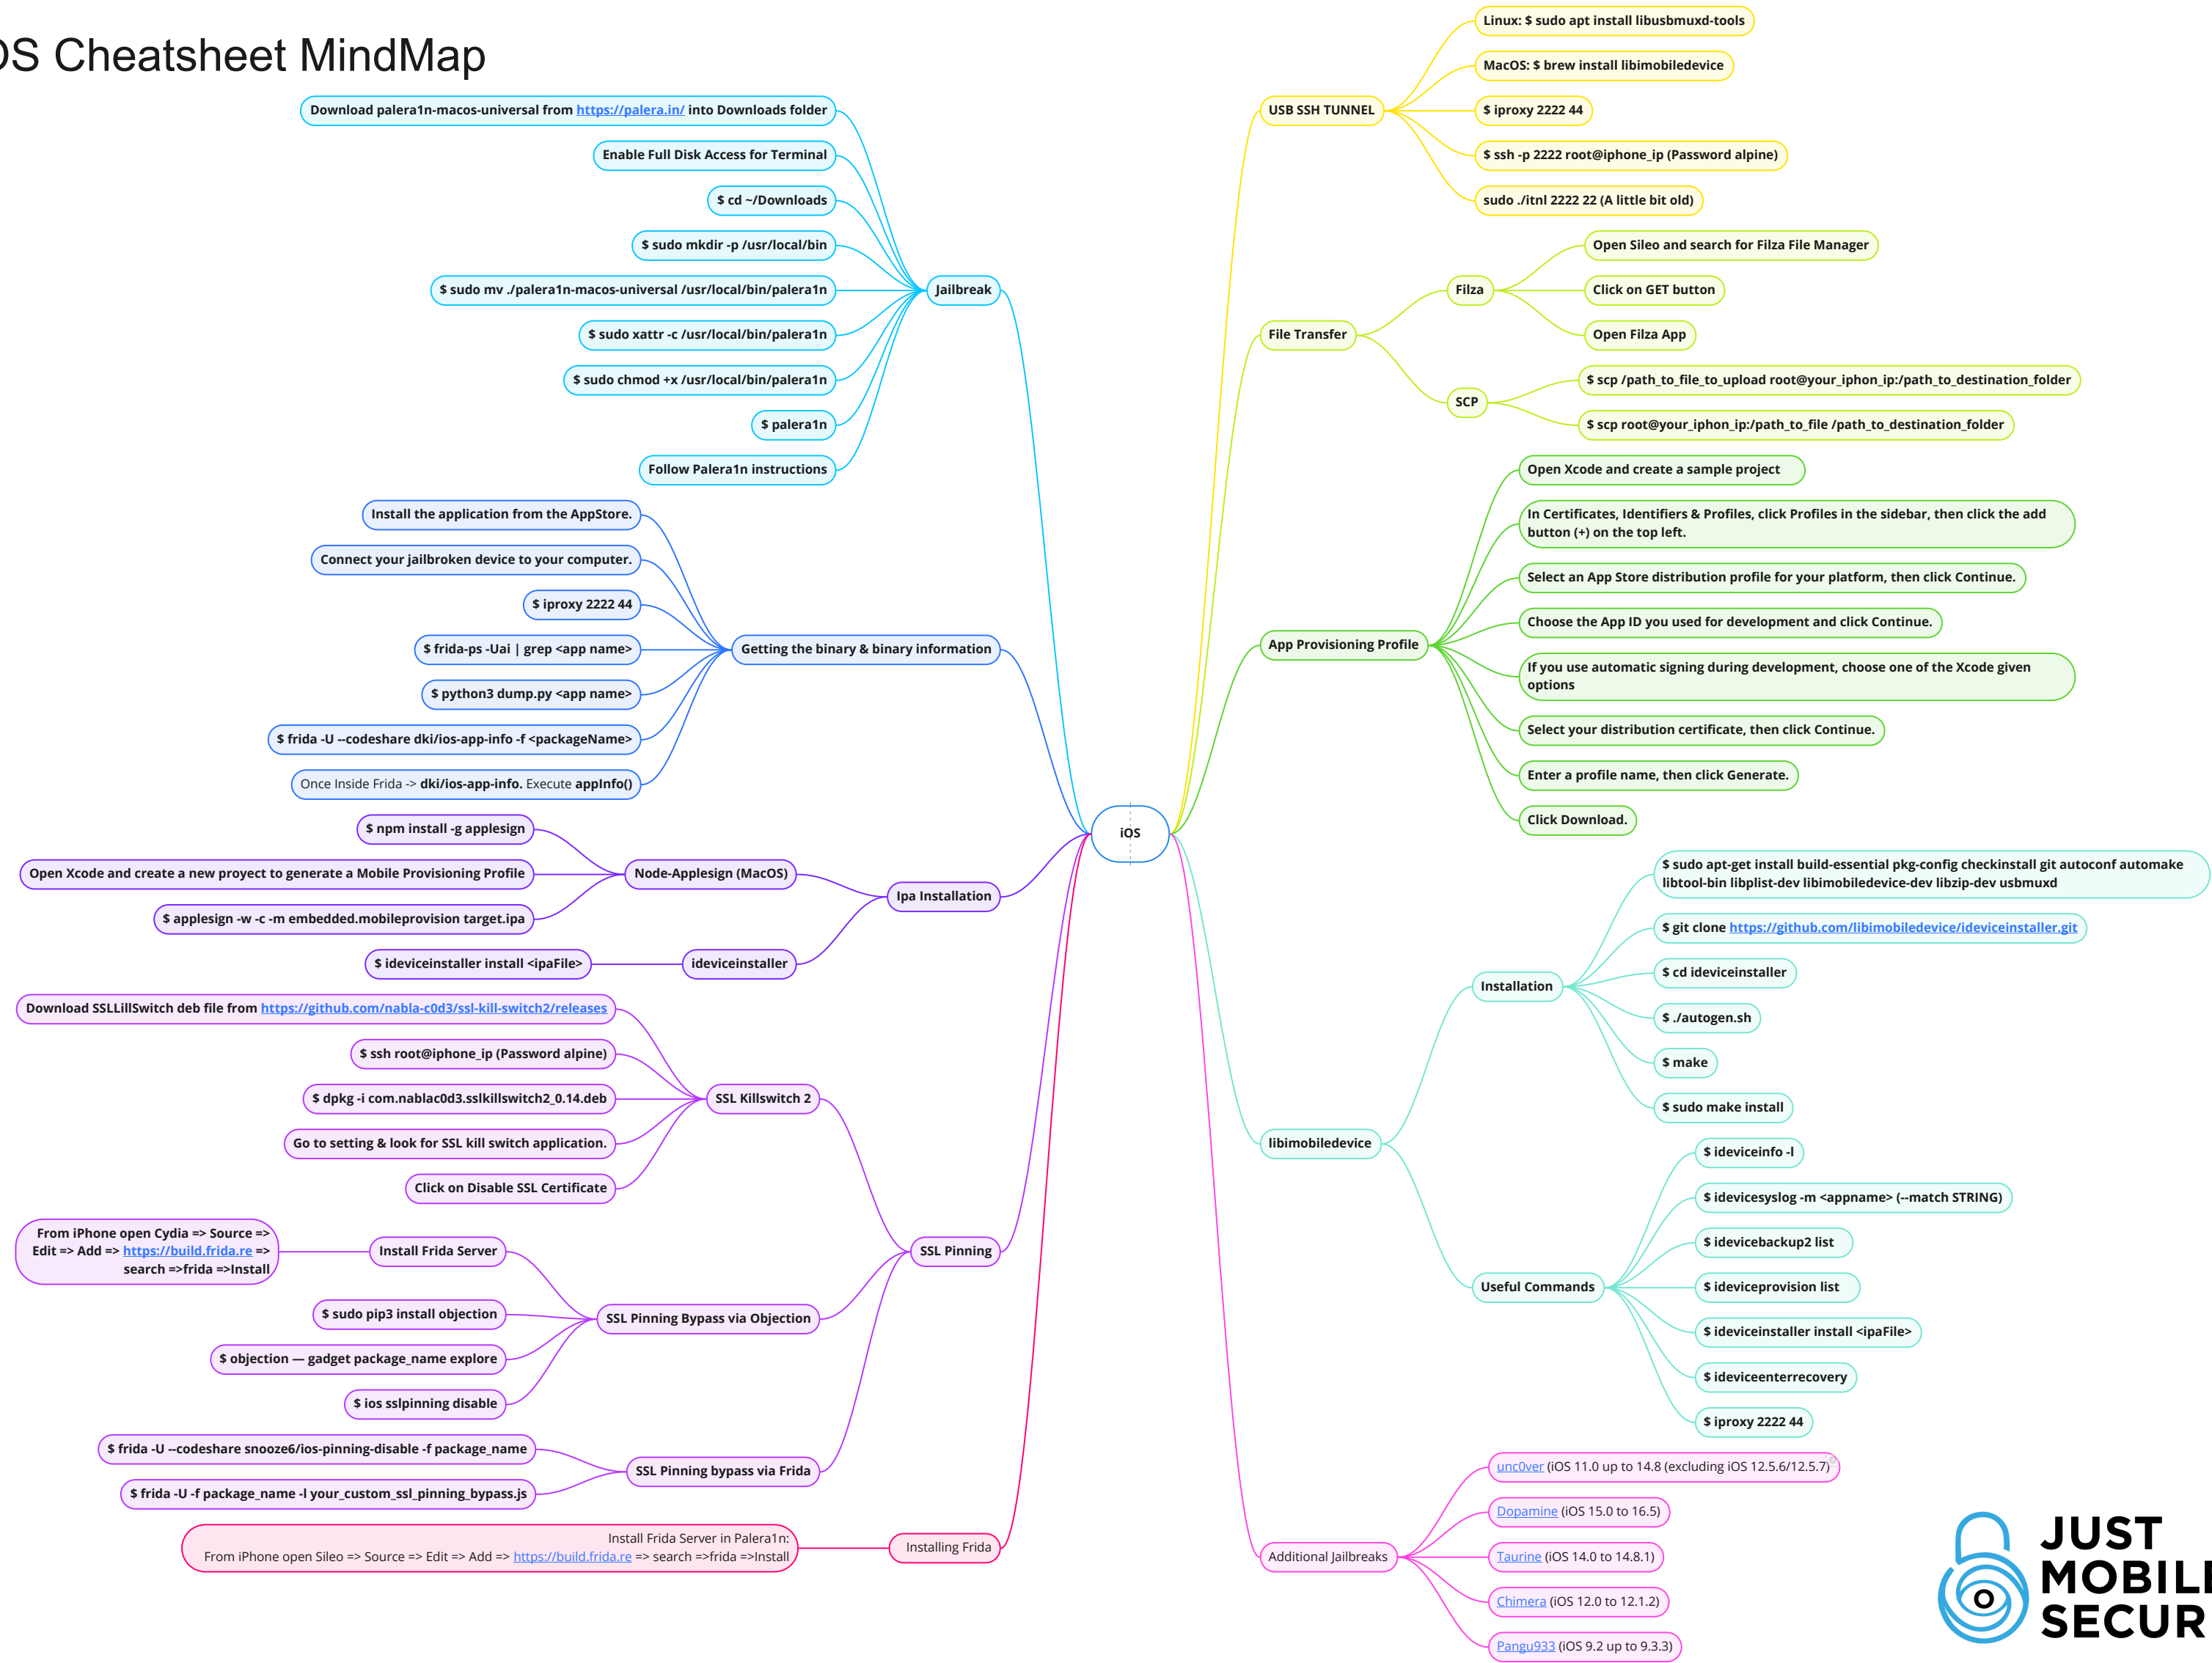 OS Cheatsheet MindMap
Download palera1n-macos-universal from https://palera.in/ into Downloads folder
Enable Full Disk Access for Terminal
$ cd ~/Downloads
$ sudo mkdir -p /usr/local/bin
$ sudo mv ./palera1n-macos-universal /usr/local/bin/palera1n
$ sudo xattr -c /usr/local/bin/palera1n
$ sudo chmod +x /usr/local/bin/palera1n
$ palera1n
Follow Palera1n instructions
Jailbreak
Install the application from the AppStore.
Connect your jailbroken device to your computer.
$ iproxy 2222 44
$ frida-ps -Uai | grep <app name>
$ python3 dump.py <app name>
$ frida -U --codeshare dki/ios-app-info -f <packageName>
Once Inside Frida -> dki/ios-app-info. Execute appInfo()
Getting the binary & binary information
$ npm install -g applesign
Open Xcode and create a new proyect to generate a Mobile Provisioning Profile
$ applesign -w -c -m embedded.mobileprovision target.ipa
Node-Applesign (MacOS)
$ ideviceinstaller install <ipaFile>
ideviceinstaller
Ipa Installation
Download SSLLillSwitch deb file from https://github.com/nabla-c0d3/ssl-kill-switch2/releases
$ ssh root@iphone_ip (Password alpine)
$ dpkg -i com.nablac0d3.sslkillswitch2_0.14.deb
Go to setting & look for SSL kill switch application.
Click on Disable SSL Certificate
SSL Killswitch 2
From iPhone open Cydia => Source =>
Edit => Add => https://build.frida.re =>
search =>frida =>Install
Install Frida Server
$ sudo pip3 install objection
$ objection — gadget package_name explore
$ ios sslpinning disable
SSL Pinning Bypass via Objection
$ frida -U --codeshare snooze6/ios-pinning-disable -f package_name
$ frida -U -f package_name -l your_custom_ssl_pinning_bypass.js
SSL Pinning bypass via Frida
SSL Pinning
Install Frida Server in Palera1n:
From iPhone open Sileo => Source => Edit => Add => https://build.frida.re => search =>frida =>Install
Installing Frida
iOS
USB SSH TUNNEL
Linux: $ sudo apt install libusbmuxd-tools
MacOS: $ brew install libimobiledevice
$ iproxy 2222 44
$ ssh -p 2222 root@iphone_ip (Password alpine)
sudo ./itnl 2222 22 (A little bit old)
File Transfer
Filza
Open Sileo and search for Filza File Manager
Click on GET button
Open Filza App
SCP
$ scp /path_to_file_to_upload root@your_iphon_ip:/path_to_destination_folder
$ scp root@your_iphon_ip:/path_to_file /path_to_destination_folder
App Provisioning Profile
Open Xcode and create a sample project
In Certificates, Identifiers & Profiles, click Profiles in the sidebar, then click the add
button (+) on the top left.
Select an App Store distribution profile for your platform, then click Continue.
Choose the App ID you used for development and click Continue.
If you use automatic signing during development, choose one of the Xcode given
options
Select your distribution certificate, then click Continue.
Enter a profile name, then click Generate.
Click Download.
libimobiledevice
Installation
$ sudo apt-get install build-essential pkg-config checkinstall git autoconf automake
libtool-bin libplist-dev libimobiledevice-dev libzip-dev usbmuxd
$ git clone https://github.com/libimobiledevice/ideviceinstaller.git
$ cd ideviceinstaller
$ ./autogen.sh
$ make
$ sudo make install
Useful Commands
$ ideviceinfo -l
$ idevicesyslog -m <appname> (--match STRING)
$ idevicebackup2 list
$ ideviceprovision list
$ ideviceinstaller install <ipaFile>
$ ideviceenterrecovery
$ iproxy 2222 44
Additional Jailbreaks
unc0ver (iOS 11.0 up to 14.8 (excluding iOS 12.5.6/12.5.7)
Dopamine (iOS 15.0 to 16.5)
Taurine (iOS 14.0 to 14.8.1)
Chimera (iOS 12.0 to 12.1.2)
Pangu933 (iOS 9.2 up to 9.3.3)
JUST
MOBILE
SECUR